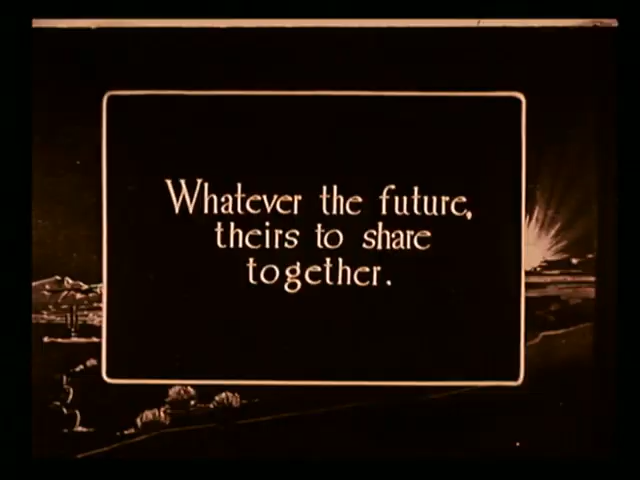 Whatever the future,
theirs to share
together.